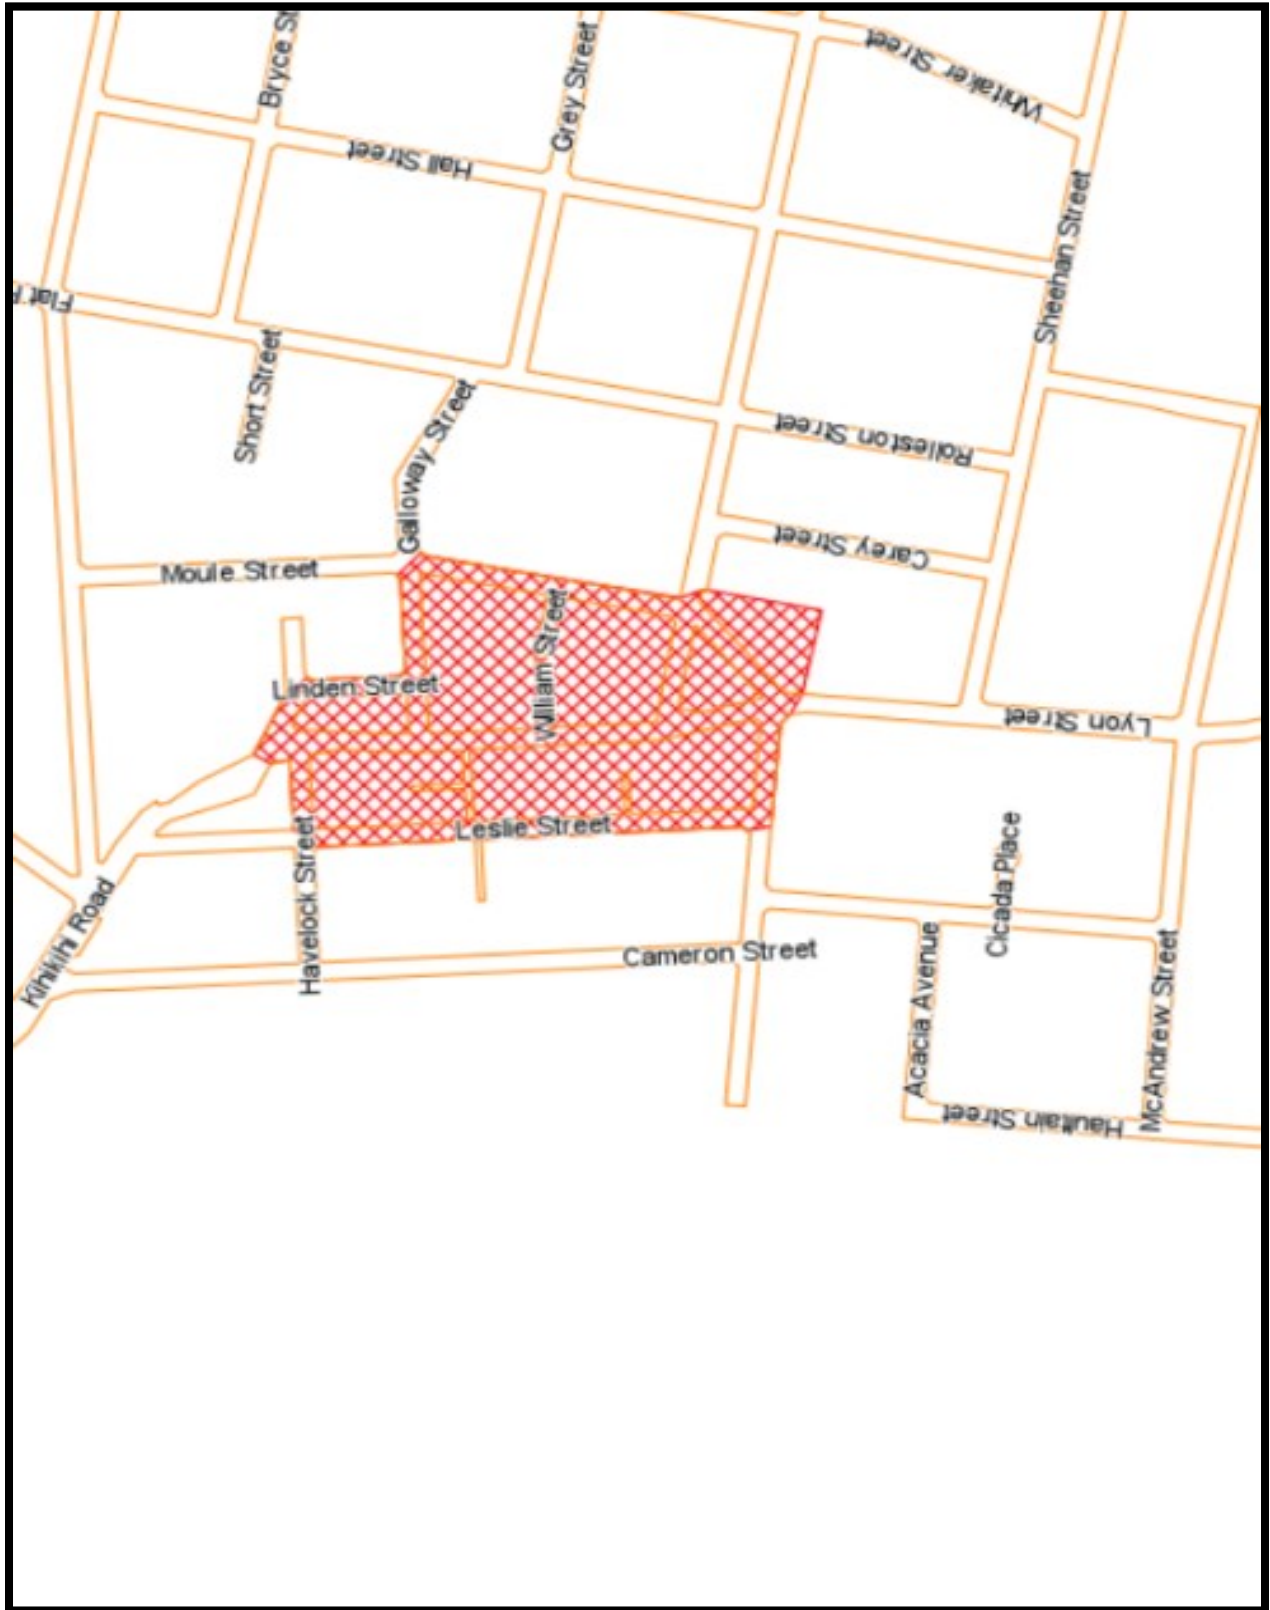 Bryce St
Grey Street
Whitaker Street
Hall Street
Sheehan Street
Flat
Short Street
Galloway Street
Rolleston Street
Carey Street
Moule Street
William Street
Linden Street
Lyon Street
Leslie Street
Havelock Street
Cicada Place
Kihikihi Road
Cameron Street
Acacia Avenue
McAndrew Street
Haultain Street